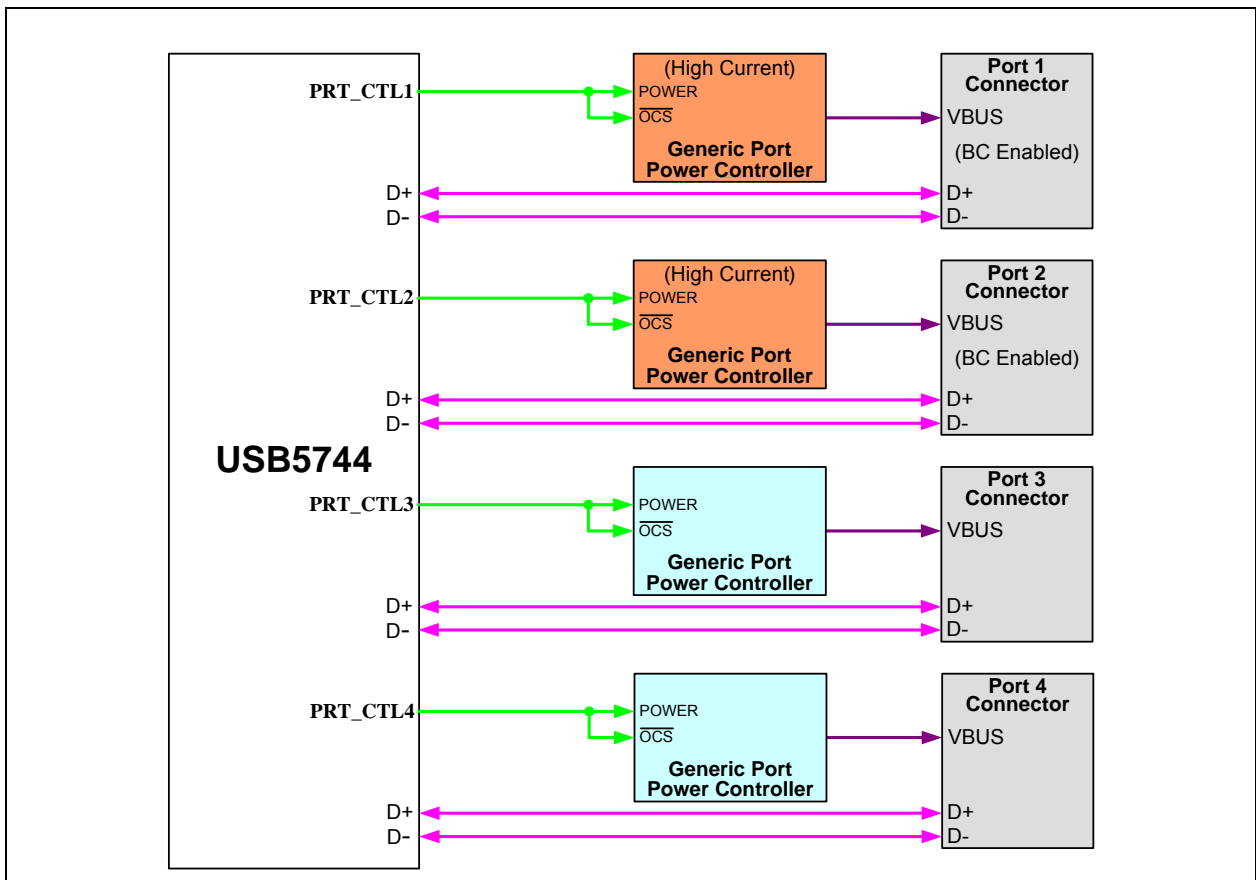 (High Current)
Port 1
Connector
PRT_CTL1
POWER
OCS
VBUS
Generic Port
Power Controller
(BC Enabled)
D+
D+
D-
D-
(High Current)
Port 2
Connector
PRT_CTL2
POWER
OCS
VBUS
Generic Port
Power Controller
(BC Enabled)
D+
D+
D-
D-
USB5744
Port 3
Connector
PRT_CTL3
POWER
OCS
VBUS
Generic Port
Power Controller
D+
D+
D-
D-
Port 4
Connector
PRT_CTL4
POWER
OCS
VBUS
Generic Port
Power Controller
D+
D+
D-
D-